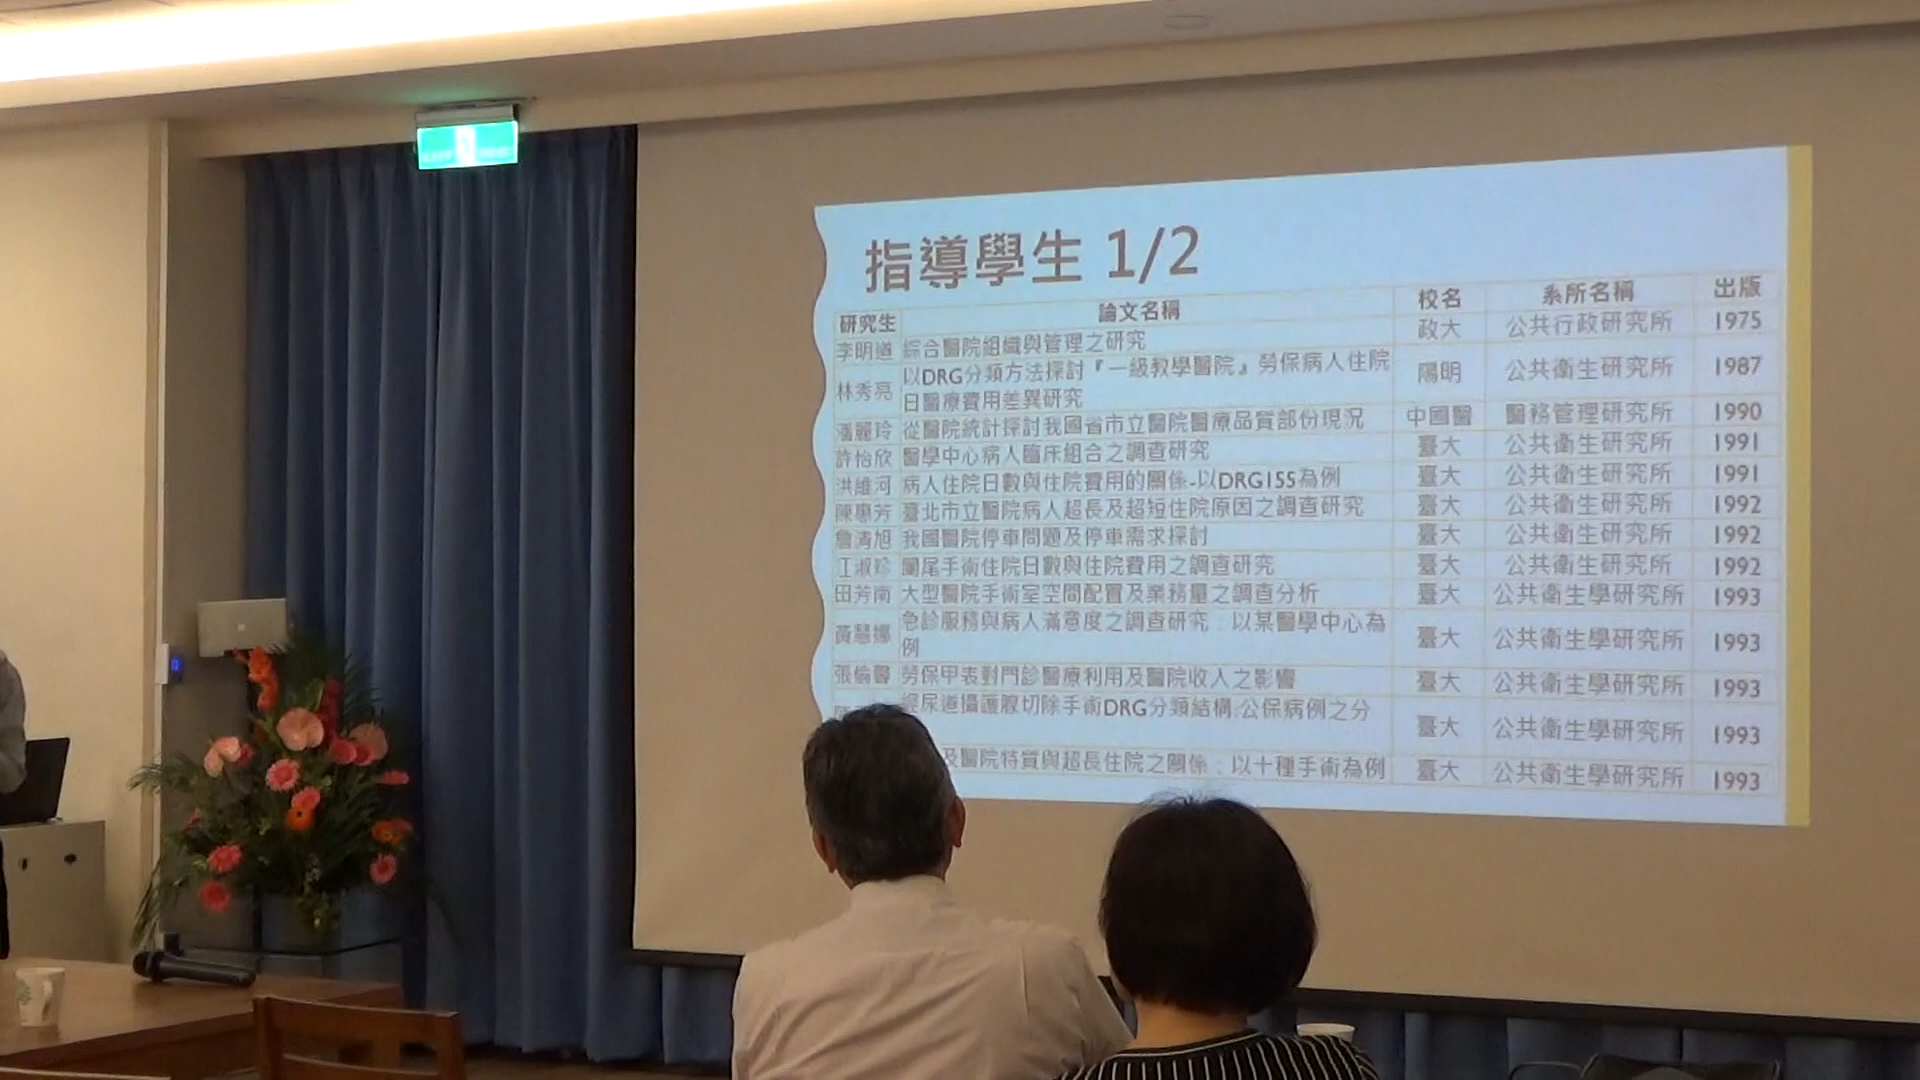 指導學生 1/2
研究生 論文名稱 校名 系所名稱 出版
李明道 綜合醫院組織與管理之研究 政大 公共行政研究所 1975
林秀亮 以DRG分類方法探討『一級教學醫院』勞保病人住院 陽明 公共衛生研究所 1987
日醫療費用差異研究
潘麗玲 從醫院統計探討我國省市立醫院醫療品質部份現況 中國醫 醫務管理研究所 1990
許怡欣 醫學中心病人臨床組合之調查研究 臺大 公共衛生研究所 1991
洪維河 病人住院日數與住院費用的關係-以DRG155為例 臺大 公共衛生研究所 1991
陳惠芳 臺北市立醫院病人超長及超短住院原因之調查研究 臺大 公共衛生研究所 1992
詹清旭 我國醫院停車問題及停車需求探討 臺大 公共衛生研究所 1992
闌尾手術住院日數與住院費用之調查研究 臺大 公共衛生研究所 1992
田芳南 大型醫院手術室空間配置及業務量之調查分析 臺大 公共衛生學研究所 1993
黃慧娜 急診服務與病人滿意度之調查研究：以某醫學中心為 臺大 公共衛生學研究所 1993
例
張倫馨 勞保甲表對門診醫療利用及醫院收入之影響 臺大 公共衛生學研究所 1993
經尿道攝護腺切除手術DRG分類結構:公保病例之分 臺大 公共衛生學研究所 1993
及醫院特質與超長住院之關係：以十種手術為例 臺大 公共衛生學研究所 1993